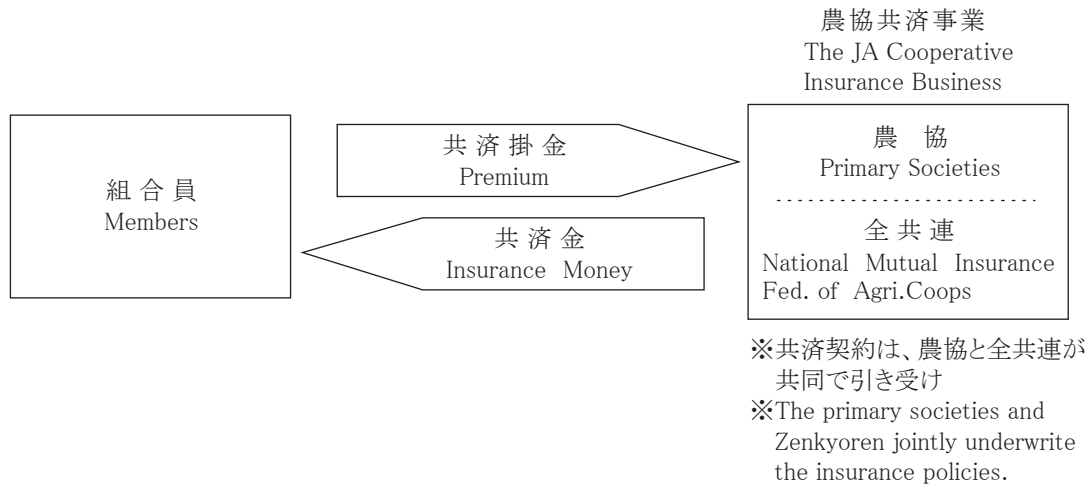 農協共済事業
The JA Cooperative
Insurance Business
組合員
Members
共済掛金
Premium
共済金
Insurance Money
農 協
Primary Societies
全共連
National Mutual Insurance
Fed. of Agri.Coops
※共済契約は、農協と全共連が
共同で引き受け
※The primary societies and
Zenkyoren jointly underwrite
the insurance policies.